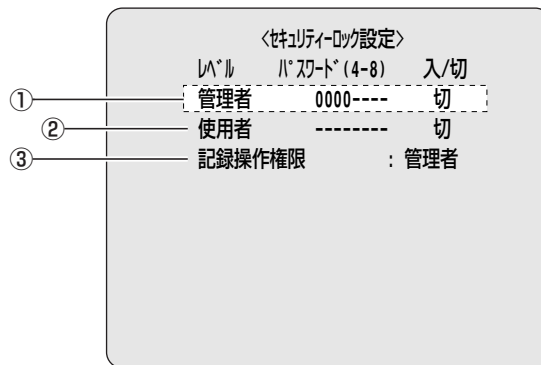 〈ｾｷｭﾘﾃｨｰﾛｯｸ設定〉
ﾚﾍﾞﾙ ﾊﾟｽﾜｰﾄﾞ(4-8) 入/切
① 管理者 0000---- 切
② 使用者 -------- 切
③ 記録操作権限 : 管理者